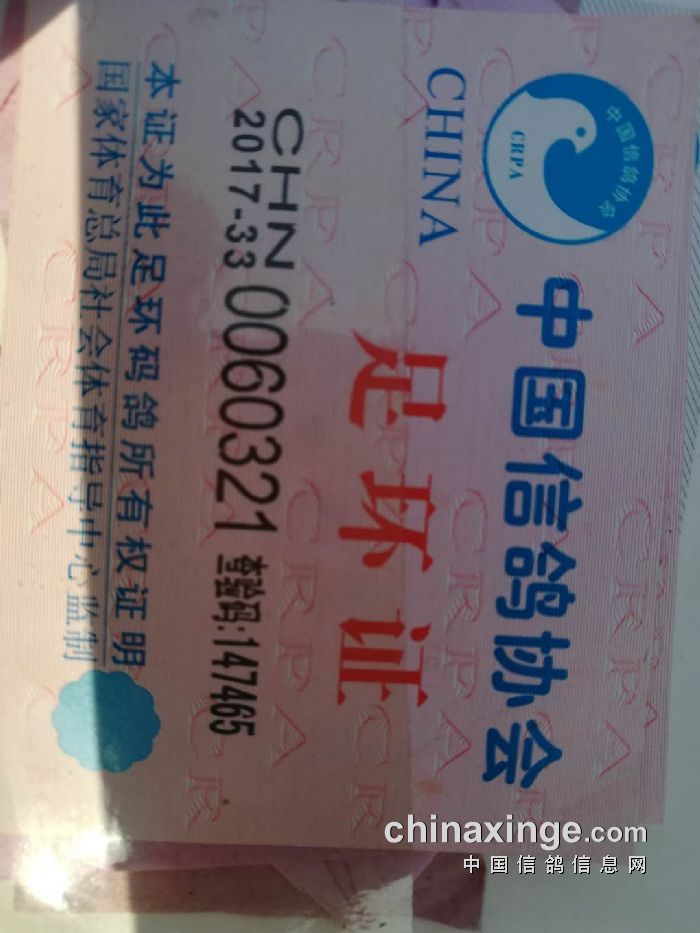 中国信鸽协会
CRPA
中国信鸽协会
CHINA
足环证
CHN
2017-33 0060321 查验码:147465
本证为此足环码鸽所有权证明
国家体育总局社会体育指导中心监制
chinaxinge.com
中国信鸽信息网